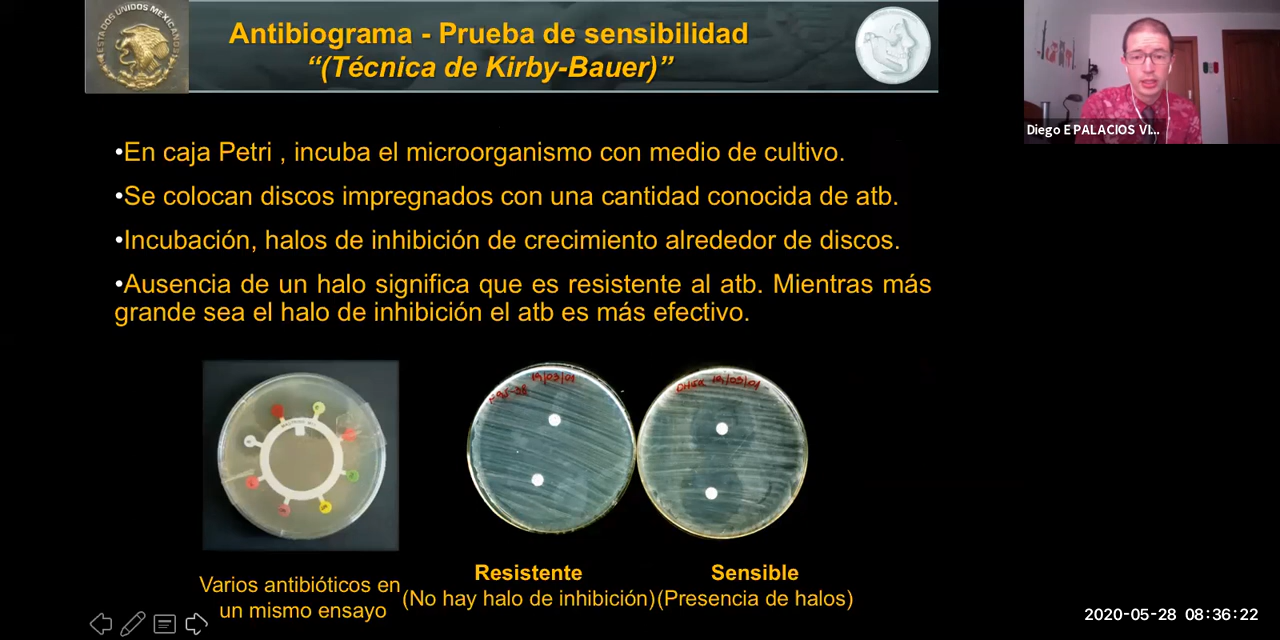 ESTADOS UNIDOS MEXICANOS
Antibiograma - Prueba de sensibilidad
“(Técnica de Kirby-Bauer)”
Diego E PALACIOS VI...
•En caja Petri , incuba el microorganismo con medio de cultivo.
•Se colocan discos impregnados con una cantidad conocida de atb.
•Incubación, halos de inhibición de crecimiento alrededor de discos.
•Ausencia de un halo significa que es resistente al atb. Mientras más
grande sea el halo de inhibición el atb es más efectivo.
Varios antibióticos en
un mismo ensayo
Resistente
(No hay halo de inhibición)
Sensible
(Presencia de halos)
2020-05-28 08:36:22